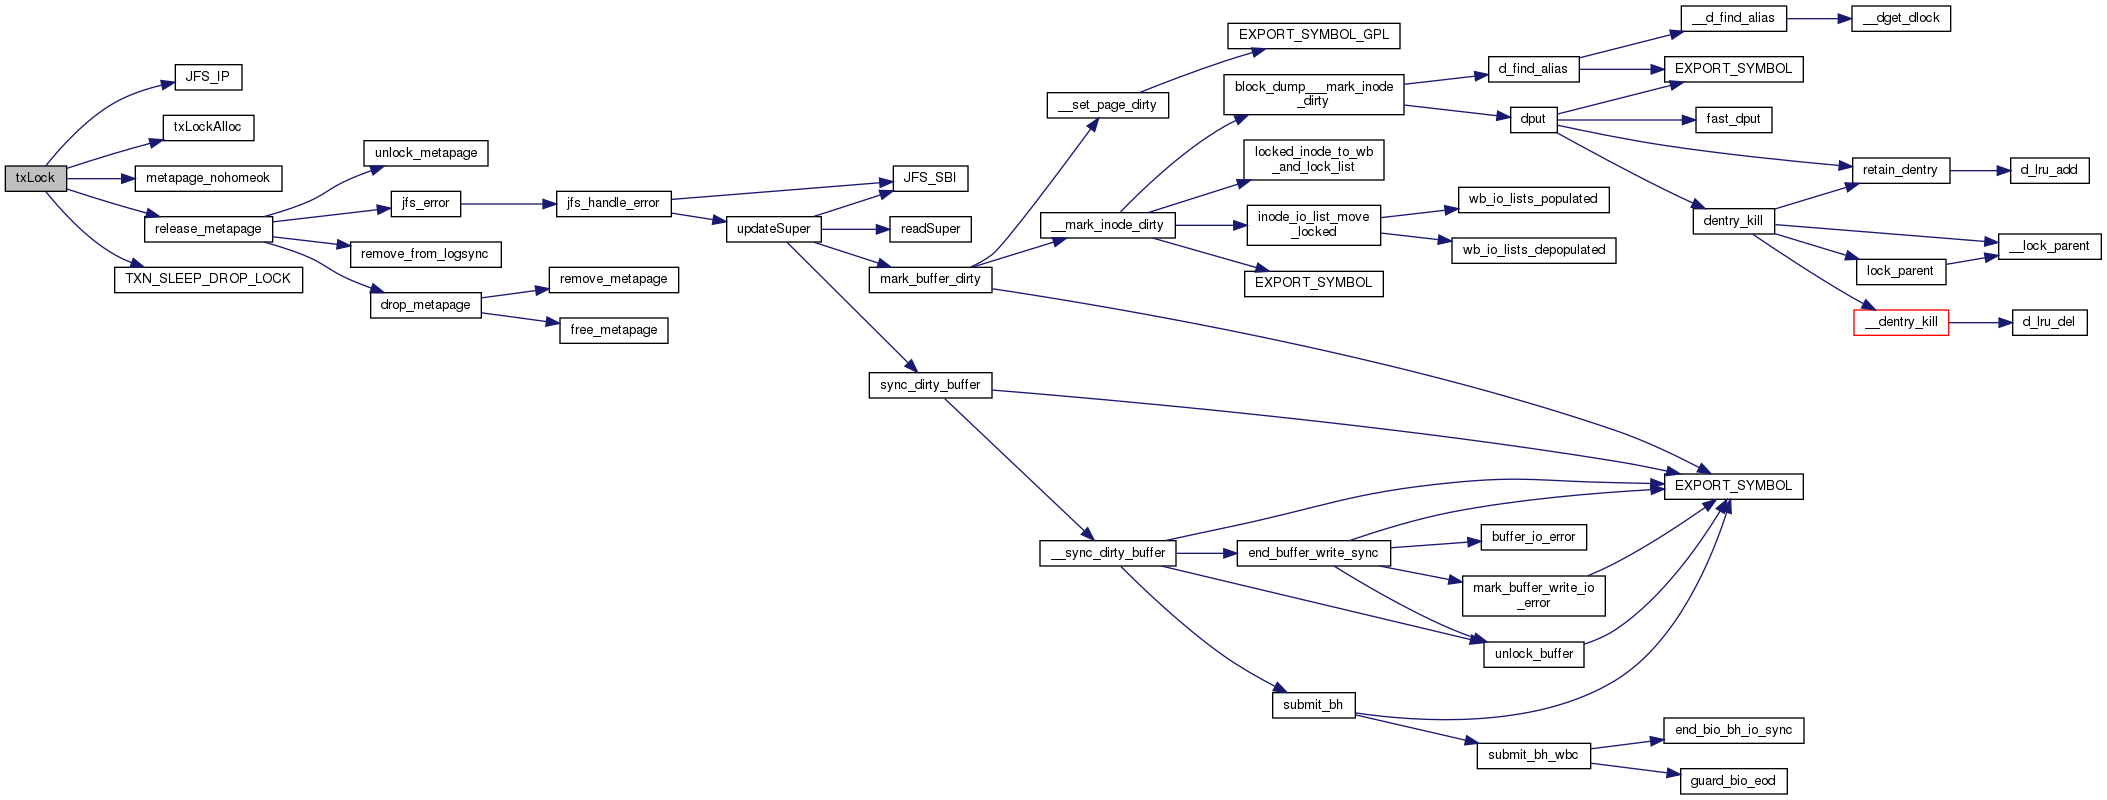 txLock
JFS_IP
txLockAlloc
metapage_nohomeok
release_metapage
TXN_SLEEP_DROP_LOCK
unlock_metapage
jfs_error
remove_from_logsync
drop_metapage
jfs_handle_error
remove_metapage
free_metapage
updateSuper
JFS_SBI
readSuper
mark_buffer_dirty
sync_dirty_buffer
__set_page_dirty
__mark_inode_dirty
__sync_dirty_buffer
EXPORT_SYMBOL_GPL
block_dump___mark_inode
_dirty
locked_inode_to_wb
_and_lock_list
inode_io_list_move
_locked
EXPORT_SYMBOL
end_buffer_write_sync
submit_bh
d_find_alias
dput
wb_io_lists_populated
wb_io_lists_depopulated
buffer_io_error
mark_buffer_write_io
_error
unlock_buffer
submit_bh_wbc
__d_find_alias
EXPORT_SYMBOL
fast_dput
dentry_kill
EXPORT_SYMBOL
end_bio_bh_io_sync
guard_bio_eod
__dget_dlock
retain_dentry
lock_parent
__dentry_kill
d_lru_add
__lock_parent
d_lru_del